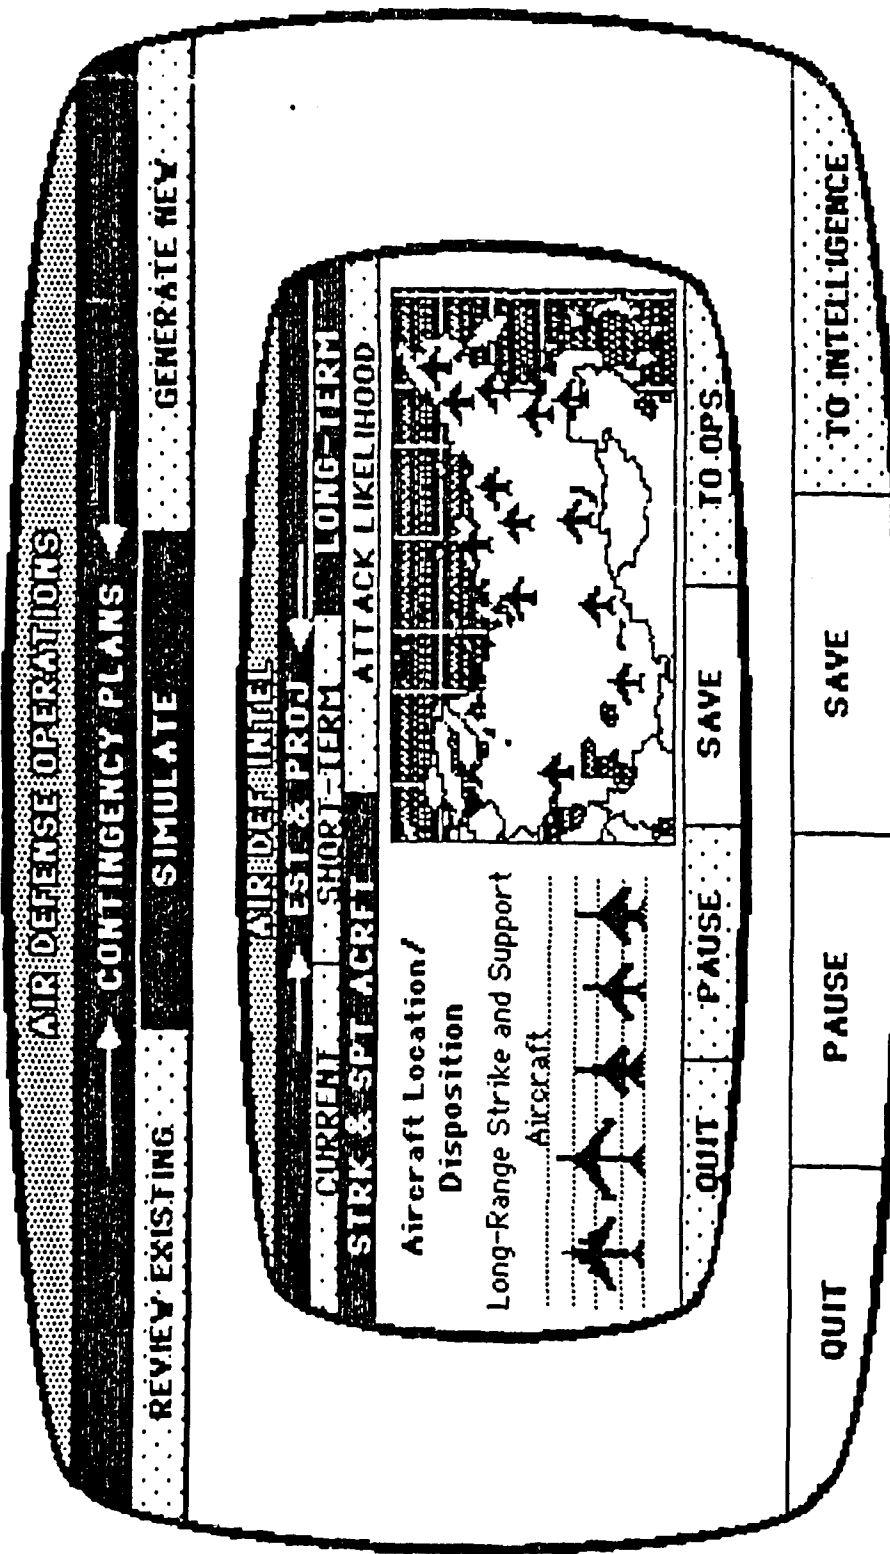 AIR DEFENSE OPERATIONS
CONTINGENCY PLANS
REVIEW EXISTING SIMULATE GENERATE NEW
AIR DEF INTEL
EST & PROJ
CURRENT SHORT-TERM LONG-TERM
STRK & SPT ACRFT ATTACK LIKELIHOOD
Aircraft Location/
Disposition
Long-Range Strike and Support
Aircraft
QUIT PAUSE SAVE TO OPS
QUIT PAUSE SAVE TO INTELLIGENCE